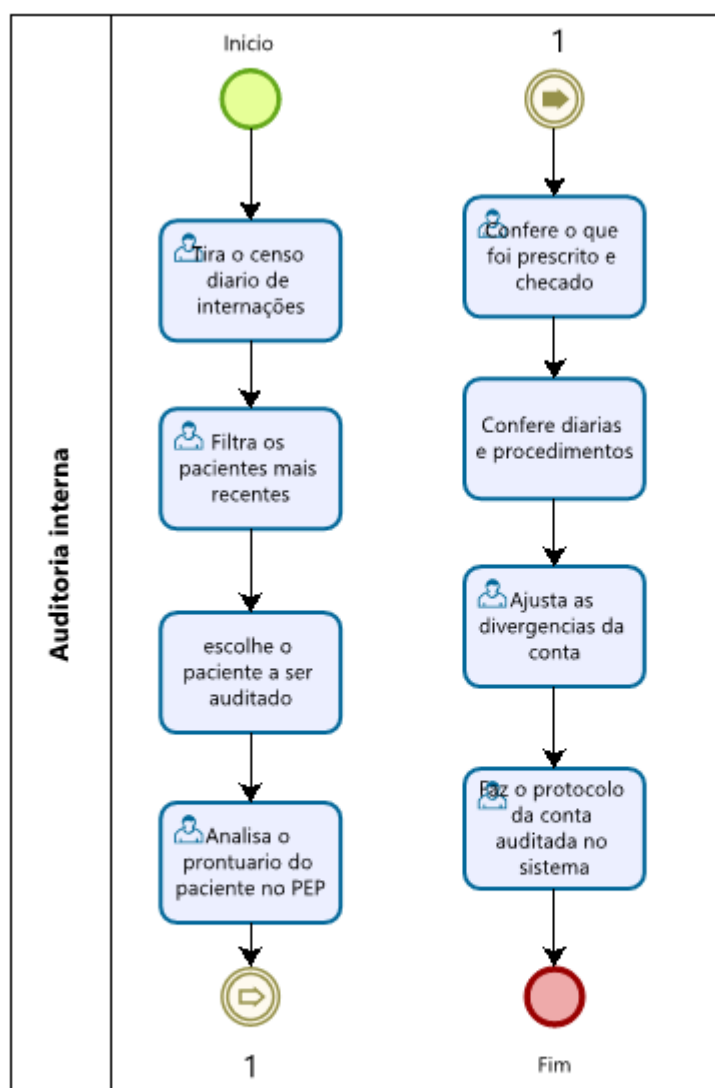 Auditoria interna
Inicio
Tira o censo
diario de
internações
Filtra os
pacientes mais
recentes
escolhe o
paciente a ser
auditado
Analisa o
prontuario do
paciente no PEP
1
1
Confere o que
foi prescrito e
checado
Confere diarias
e procedimentos
Ajusta as
divergencias da
conta
Faz o protocolo
da conta
auditada no
sistema
Fim